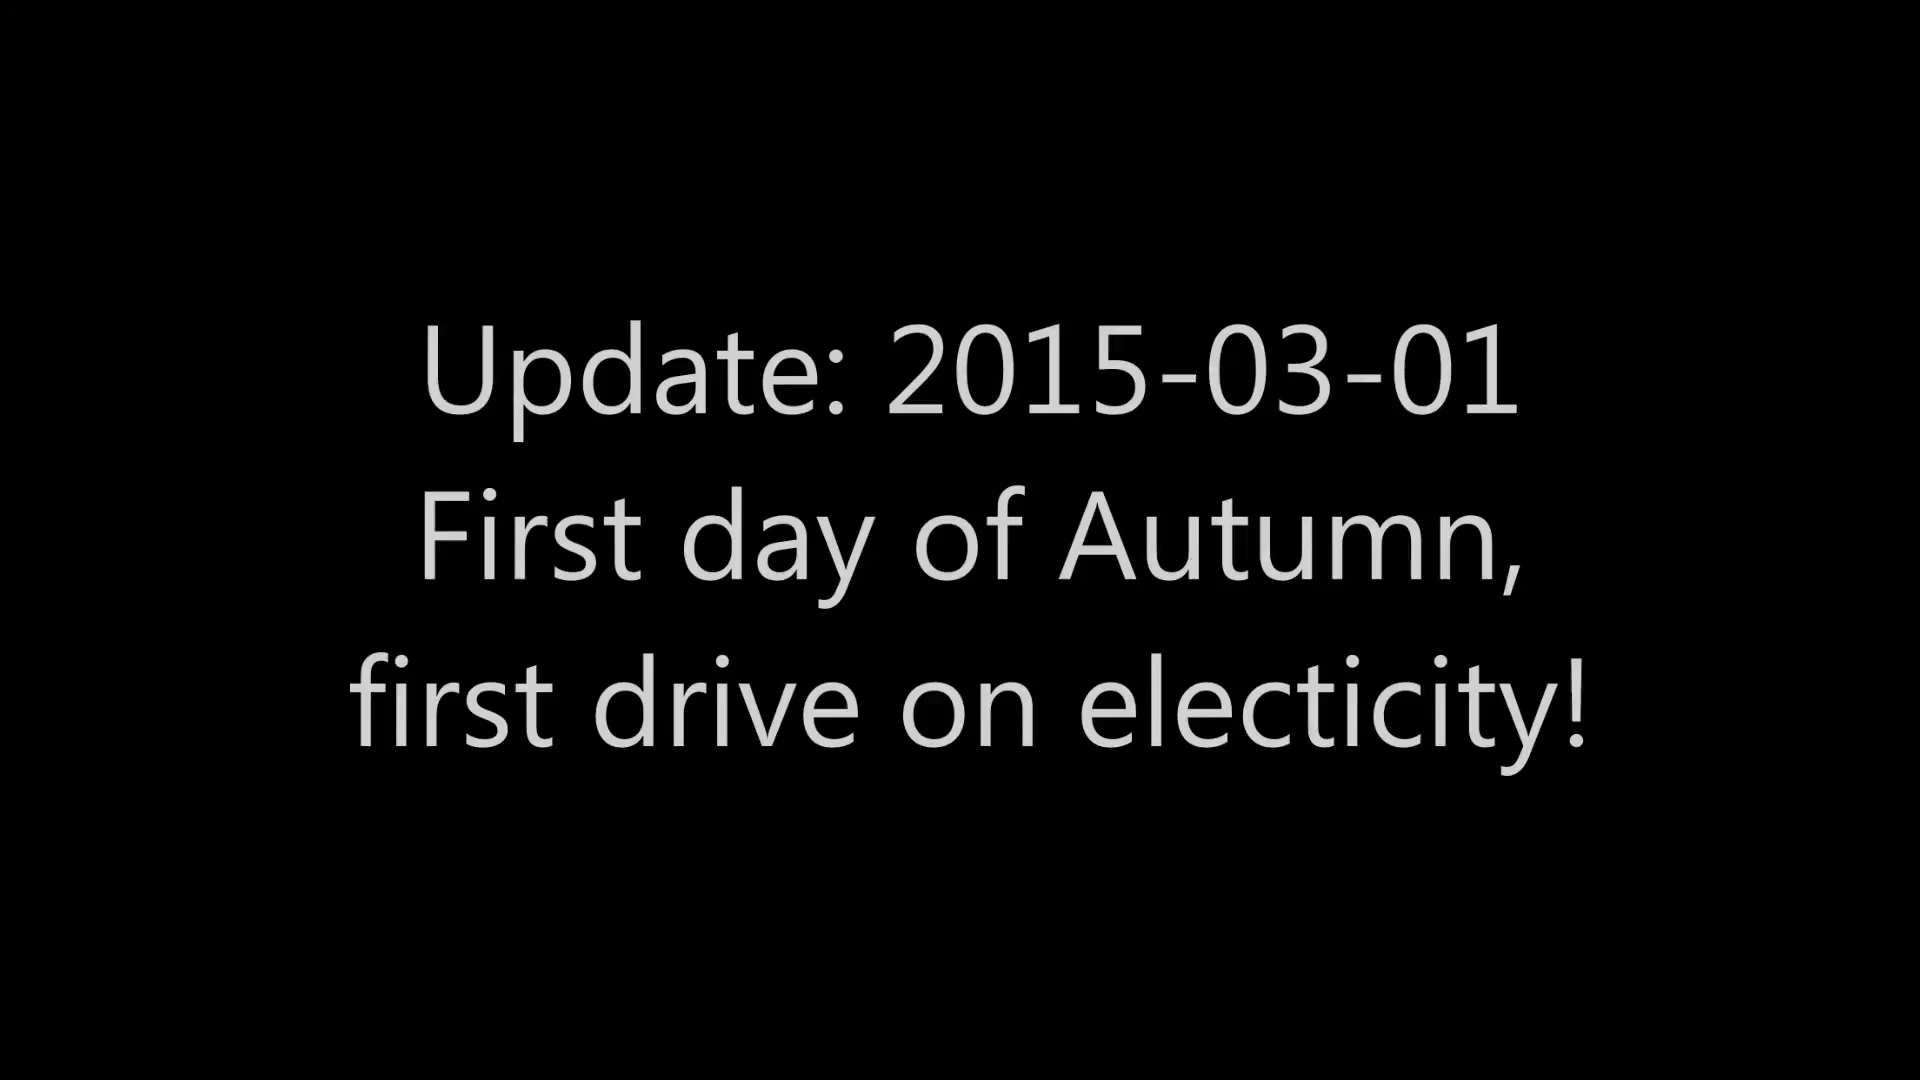 Update: 2015-03-01
First day of Autumn,
first drive on electicity!